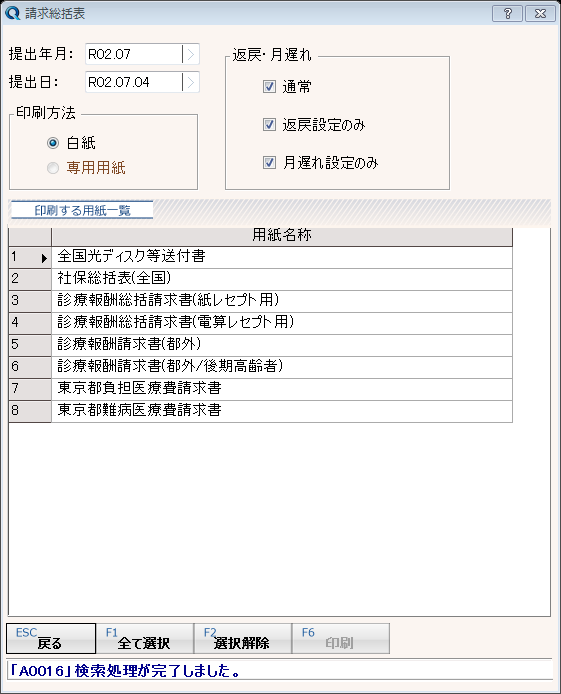 請求総括表
提出年月: R02.07
提出日: R02.07.04
印刷方法
白紙
専用用紙
返戻・月遅れ
通常
返戻設定のみ
月遅れ設定のみ
印刷する用紙一覧
用紙名称
1 全国光ディスク等送付書
2 社保総括表(全国)
3 診療報酬総括請求書(紙レセプト用)
4 診療報酬総括請求書(電算レセプト用)
5 診療報酬請求書(都外)
6 診療報酬請求書(都外/後期高齢者)
7 東京都負担医療費請求書
8 東京都難病医療費請求書
ESC 戻る F1 全て選択 F2 選択解除 F6 印刷
「A0016」検索処理が完了しました。